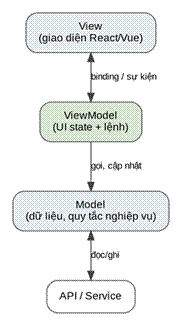 View
(giao diện React/Vue)
binding / sự kiện
ViewModel
(UI state + lệnh)
gọi, cập nhật
Model
(dữ liệu, quy tắc nghiệp vụ)
đọc/ghi
API / Service